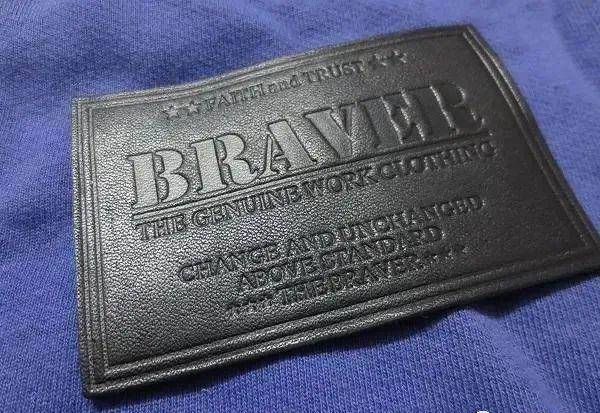 ★★ FAITH and TRUST ★★
BRAVER
THE GENUINE WORK CLOTHING
CHANGE AND UNCHANGED
ABOVE STANDARD
★★★ THE BRAVER ★★★